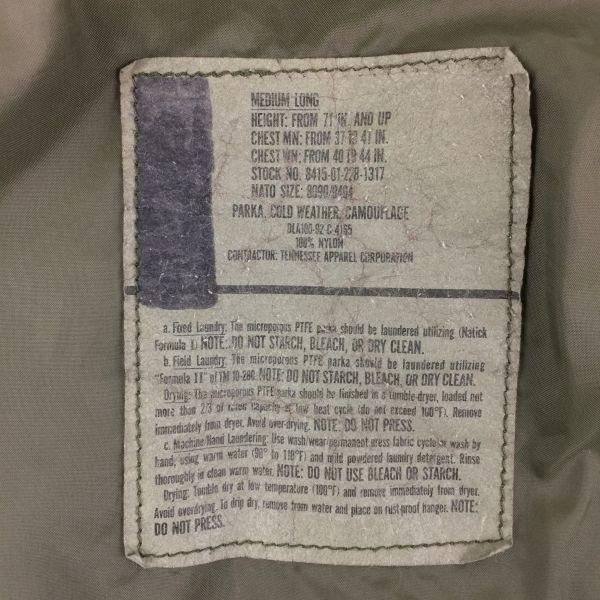 MEDIUM LONG
HEIGHT: FROM 71 IN. AND UP
CHEST MN: FROM 37 TO 41 IN.
CHEST WN: FROM 40 TO 44 IN.
STOCK NO. 8415-01-228-1317
NATO SIZE: 8090/9404
PARKA, COLD WEATHER, CAMOUFLAGE
DLA100-92-C-4165
100% NYLON
CONTRACTOR: TENNESSEE APPAREL CORPORATION
a. Fixed Laundry: The microporous PTFE parka should be laundered utilizing (Natick
Formula I) NOTE: DO NOT STARCH, BLEACH, OR DRY CLEAN.
b. Field Laundry: The microporous PTFE parka should be laundered utilizing
"Formula II" of TM 10-280. NOTE: DO NOT STARCH, BLEACH, OR DRY CLEAN.
Drying: The microporous PTFE parka should be finished in a tumble-dryer, loaded not
more than 2/3 of rated capacity at low heat cycle (do not exceed 100°F). Remove
immediately from dryer. Avoid over-drying. NOTE: DO NOT PRESS.
c. Machine/Hand Laundering: Use wash/wear-permanent press fabric cycle or wash by
hand, using warm water (90° to 110°F) and mild powdered laundry detergent. Rinse
thoroughly in clean warm water. NOTE: DO NOT USE BLEACH OR STARCH.
Drying: Tumble dry at low temperature (100°F) and remove immediately from dryer.
Avoid overdrying. To drip dry, remove from water and place on rust-proof hanger. NOTE:
DO NOT PRESS.